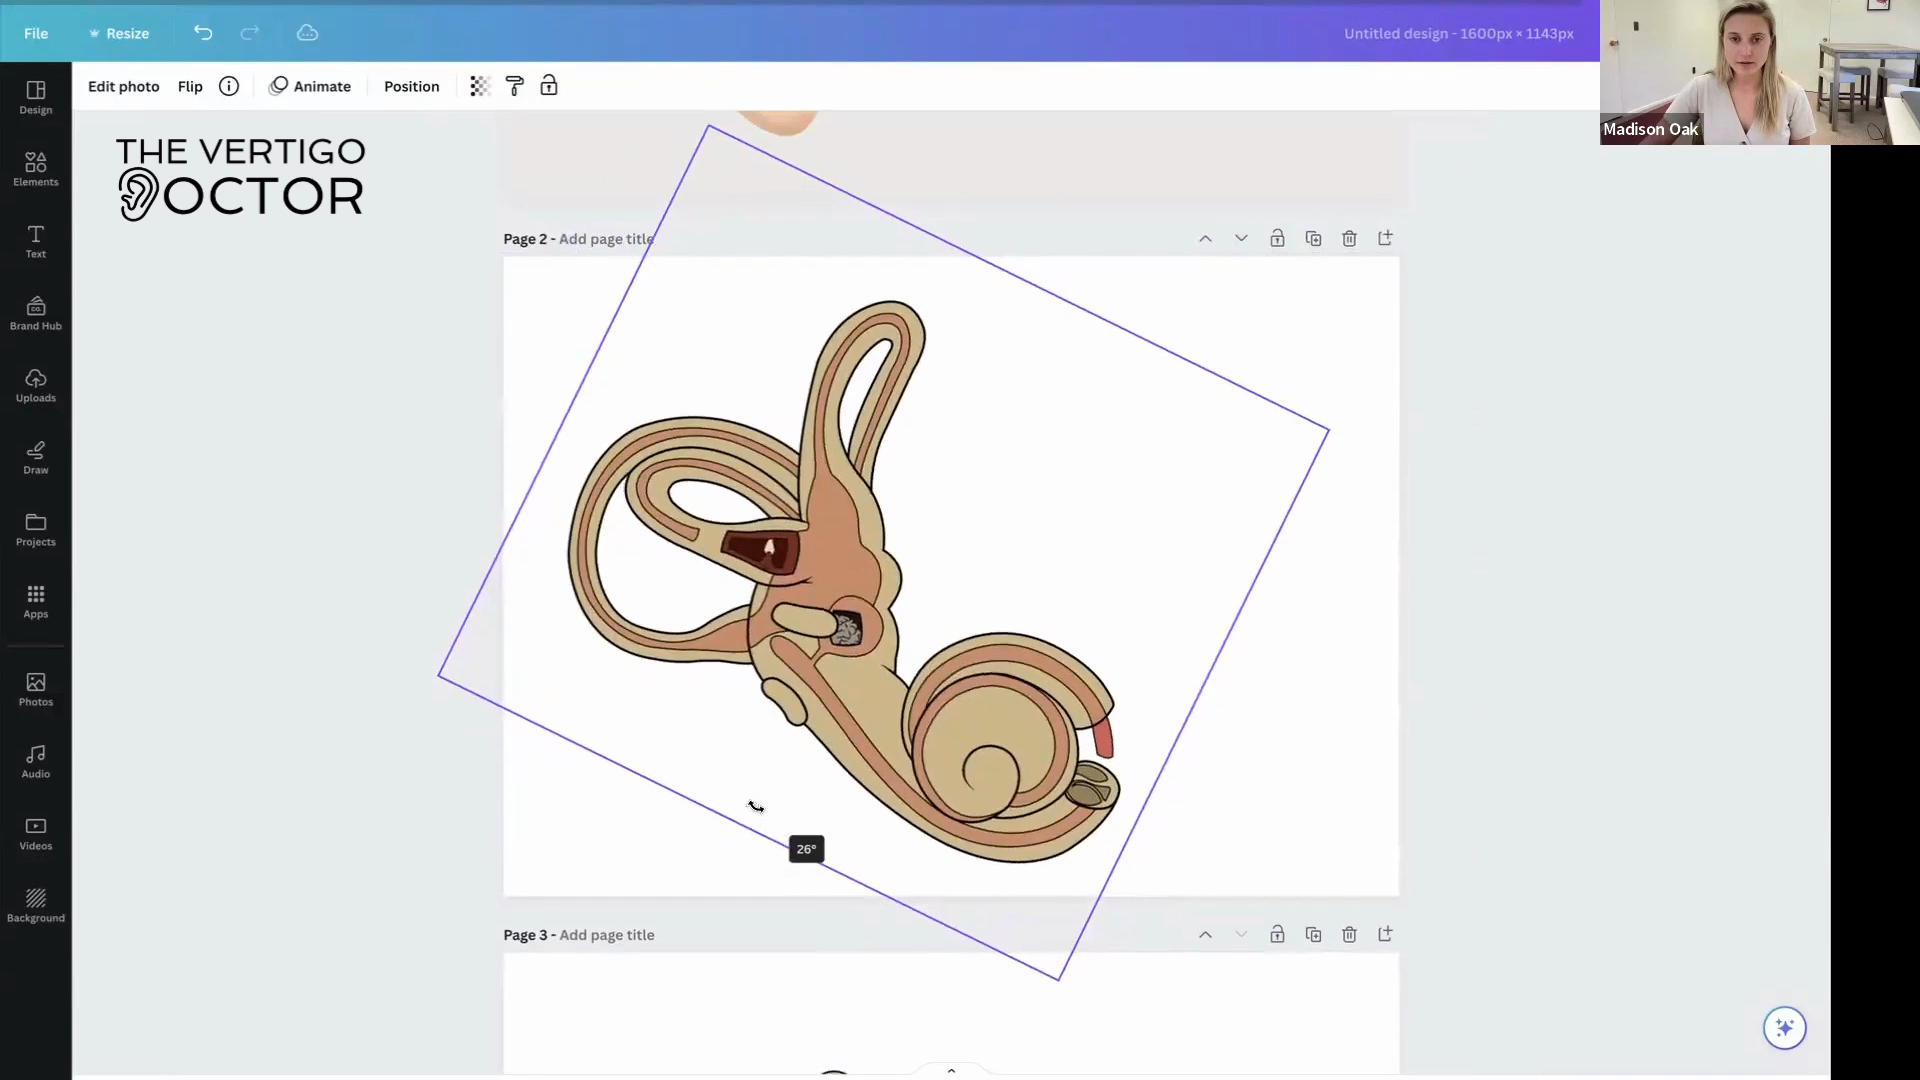 File
Resize
Untitled design - 1600px × 1143px
Madison Oak
Edit photo
Flip
Animate
Position
Design
Elements
Text
Brand Hub
Uploads
Draw
Projects
Apps
Photos
Audio
Videos
Background
THE VERTIGO
DOCTOR
Page 2 - Add page title
26°
Page 3 - Add page title